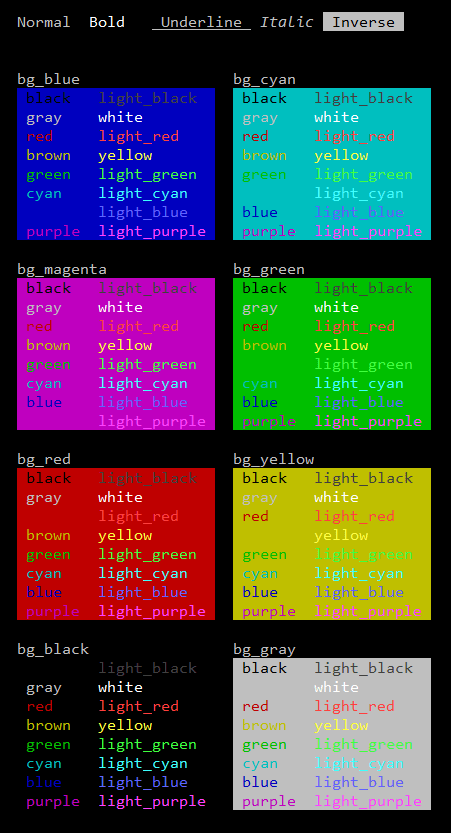 Normal Bold Underline Italic Inverse
bg_blue bg_cyan
black light_black black light_black
gray white gray white
red light_red red light_red
brown yellow brown yellow
green light_green green light_green
cyan light_cyan light_cyan
light_blue blue light_blue
purple light_purple purple light_purple
bg_magenta bg_green
black light_black black light_black
gray white gray white
red light_red red light_red
brown yellow brown yellow
green light_green light_green
cyan light_cyan cyan light_cyan
blue light_blue blue light_blue
light_purple purple light_purple
bg_red bg_yellow
black light_black black light_black
gray white gray white
light_red red light_red
brown yellow yellow
green light_green green light_green
cyan light_cyan cyan light_cyan
blue light_blue blue light_blue
purple light_purple purple light_purple
bg_black bg_gray
light_black black light_black
gray white white
red light_red red light_red
brown yellow brown yellow
green light_green green light_green
cyan light_cyan cyan light_cyan
blue light_blue blue light_blue
purple light_purple purple light_purple